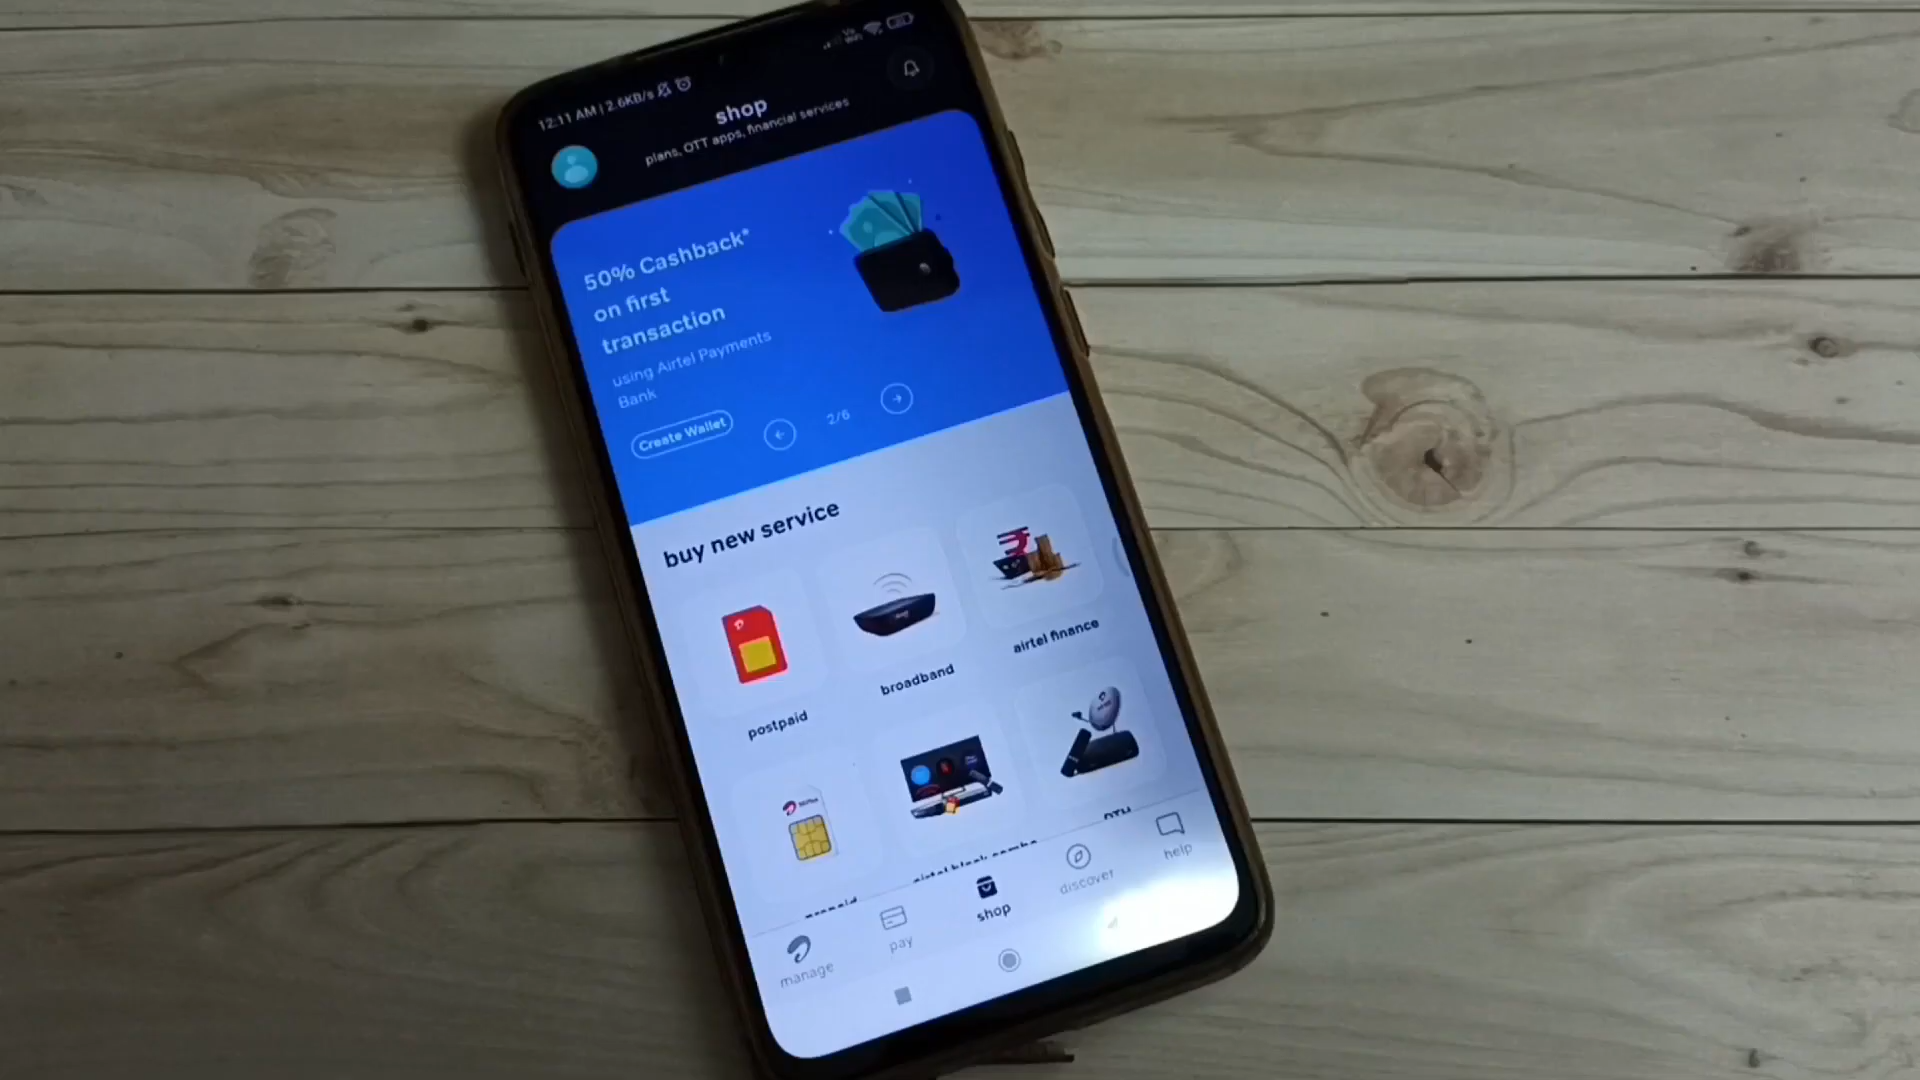 12:11 AM | 2.6KB/s
shop
plans, OTT apps, financial services
50% Cashback*
on first
transaction
using Airtel Payments
Bank
Create Wallet
2/6
buy new service
postpaid
broadband
airtel finance
prepaid
airtel black combo
DTH
manage
pay
shop
discover
help